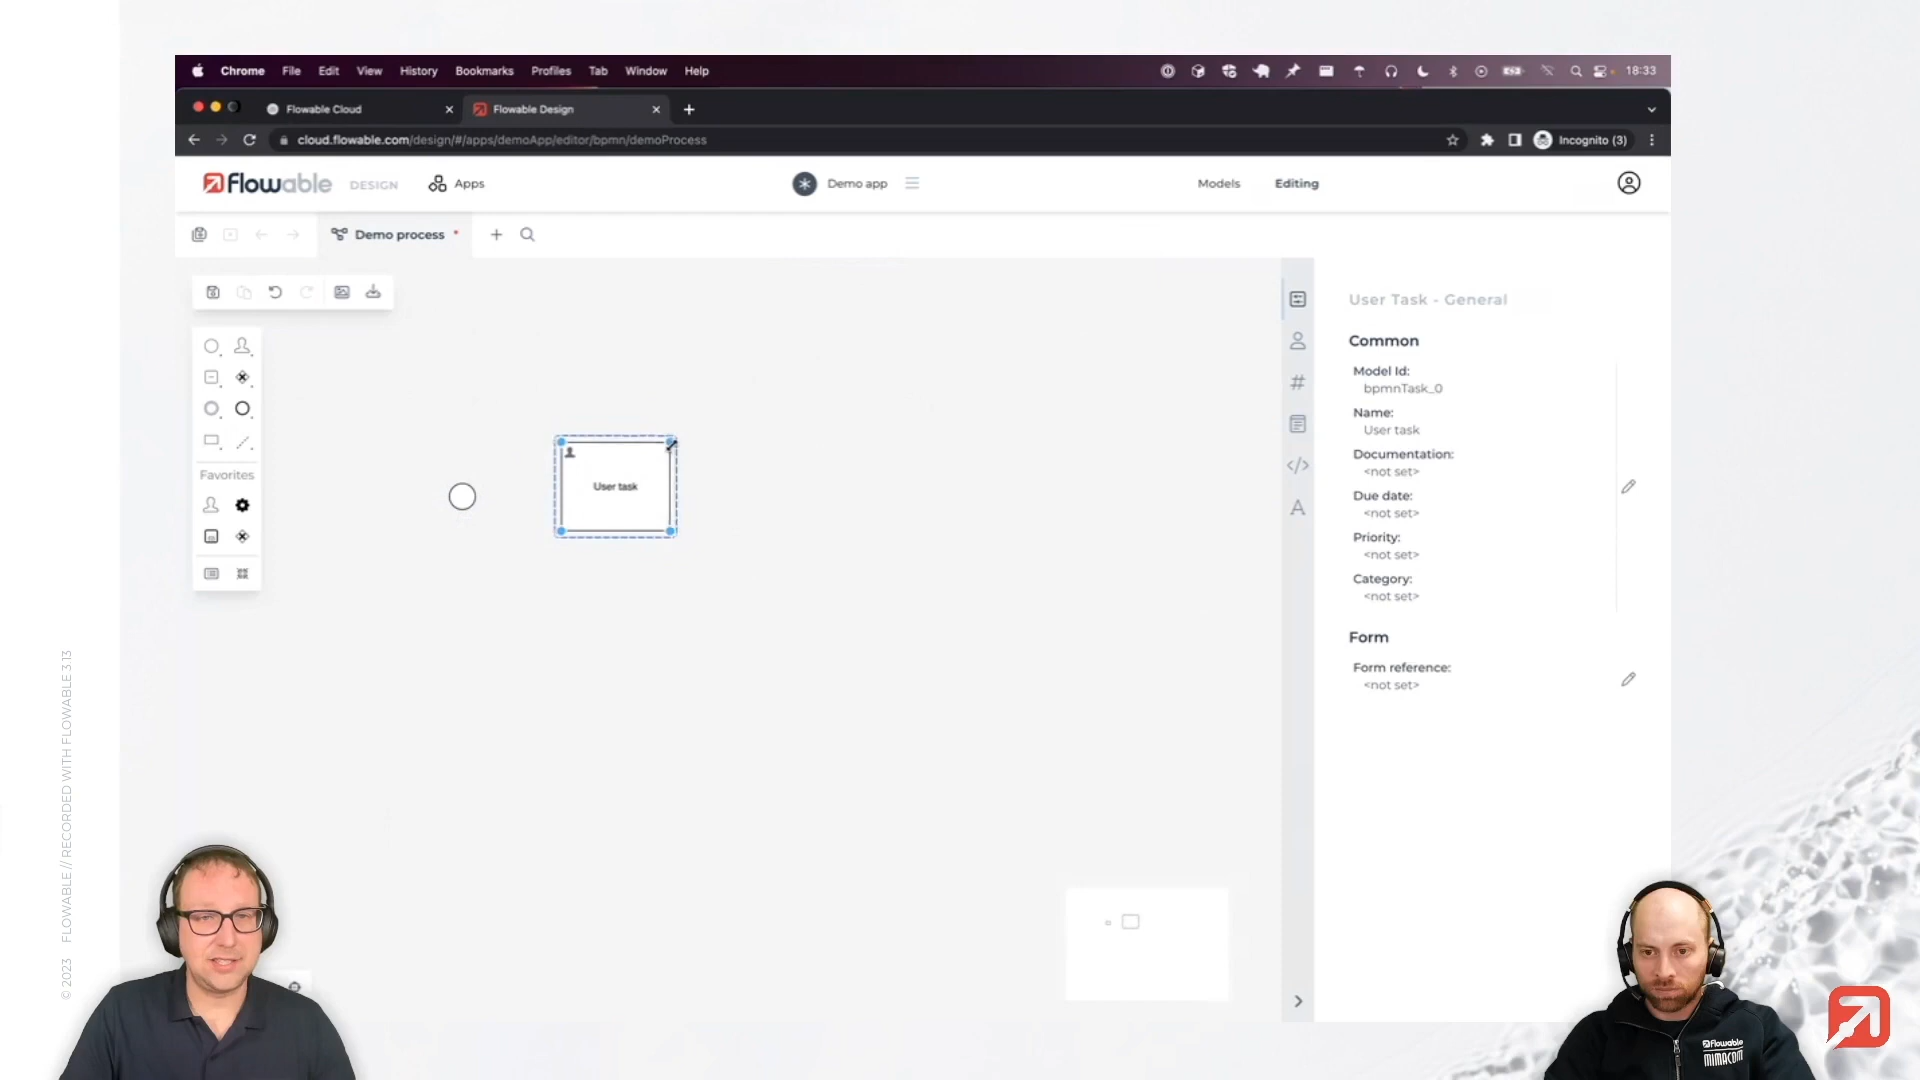 Chrome File Edit View History Bookmarks Profiles Tab Window Help 18:33
Flowable Cloud Flowable Design
cloud.flowable.com/design/#/apps/demoApp/editor/bpmn/demoProcess Incognito (3)
flowable DESIGN Apps Demo app Models Editing
Demo process *
User Task - General
Common
Model Id:
bpmnTask_0
Name:
User task
Documentation:
<not set>
Due date:
<not set>
Priority:
<not set>
Category:
<not set>
Form
Form reference:
<not set>
Favorites
User task
© 2023 FLOWABLE // RECORDED WITH FLOWABLE 3.13
flowable
MIMACOM